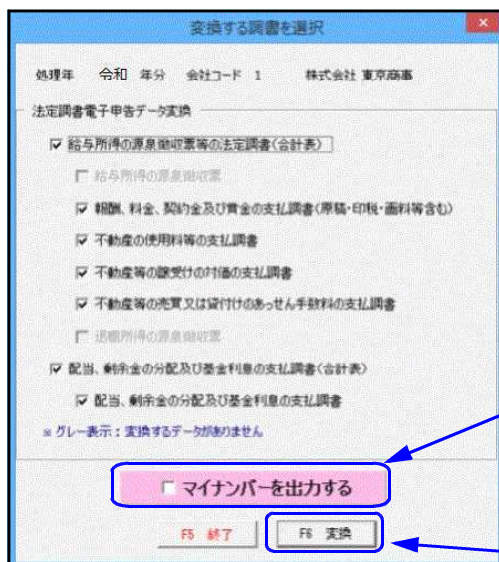 変換する調書を選択
処理年 令和 年分 会社コード 1 株式会社 東京商事
法定調書電子申告データ変換
給与所得の源泉徴収票等の法定調書(合計表)
給与所得の源泉徴収票
報酬、料金、契約金及び賞金の支払調書(原稿・印税・画料等含む)
不動産の使用料等の支払調書
不動産等の譲受けの対価の支払調書
不動産等の売買又は貸付けのあっせん手数料の支払調書
退職所得の源泉徴収票
配当、剰余金の分配及び基金利息の支払調書(合計表)
配当、剰余金の分配及び基金利息の支払調書
※ グレー表示:変換するデータがありません
マイナンバーを出力する
F5 終了 F6 変換